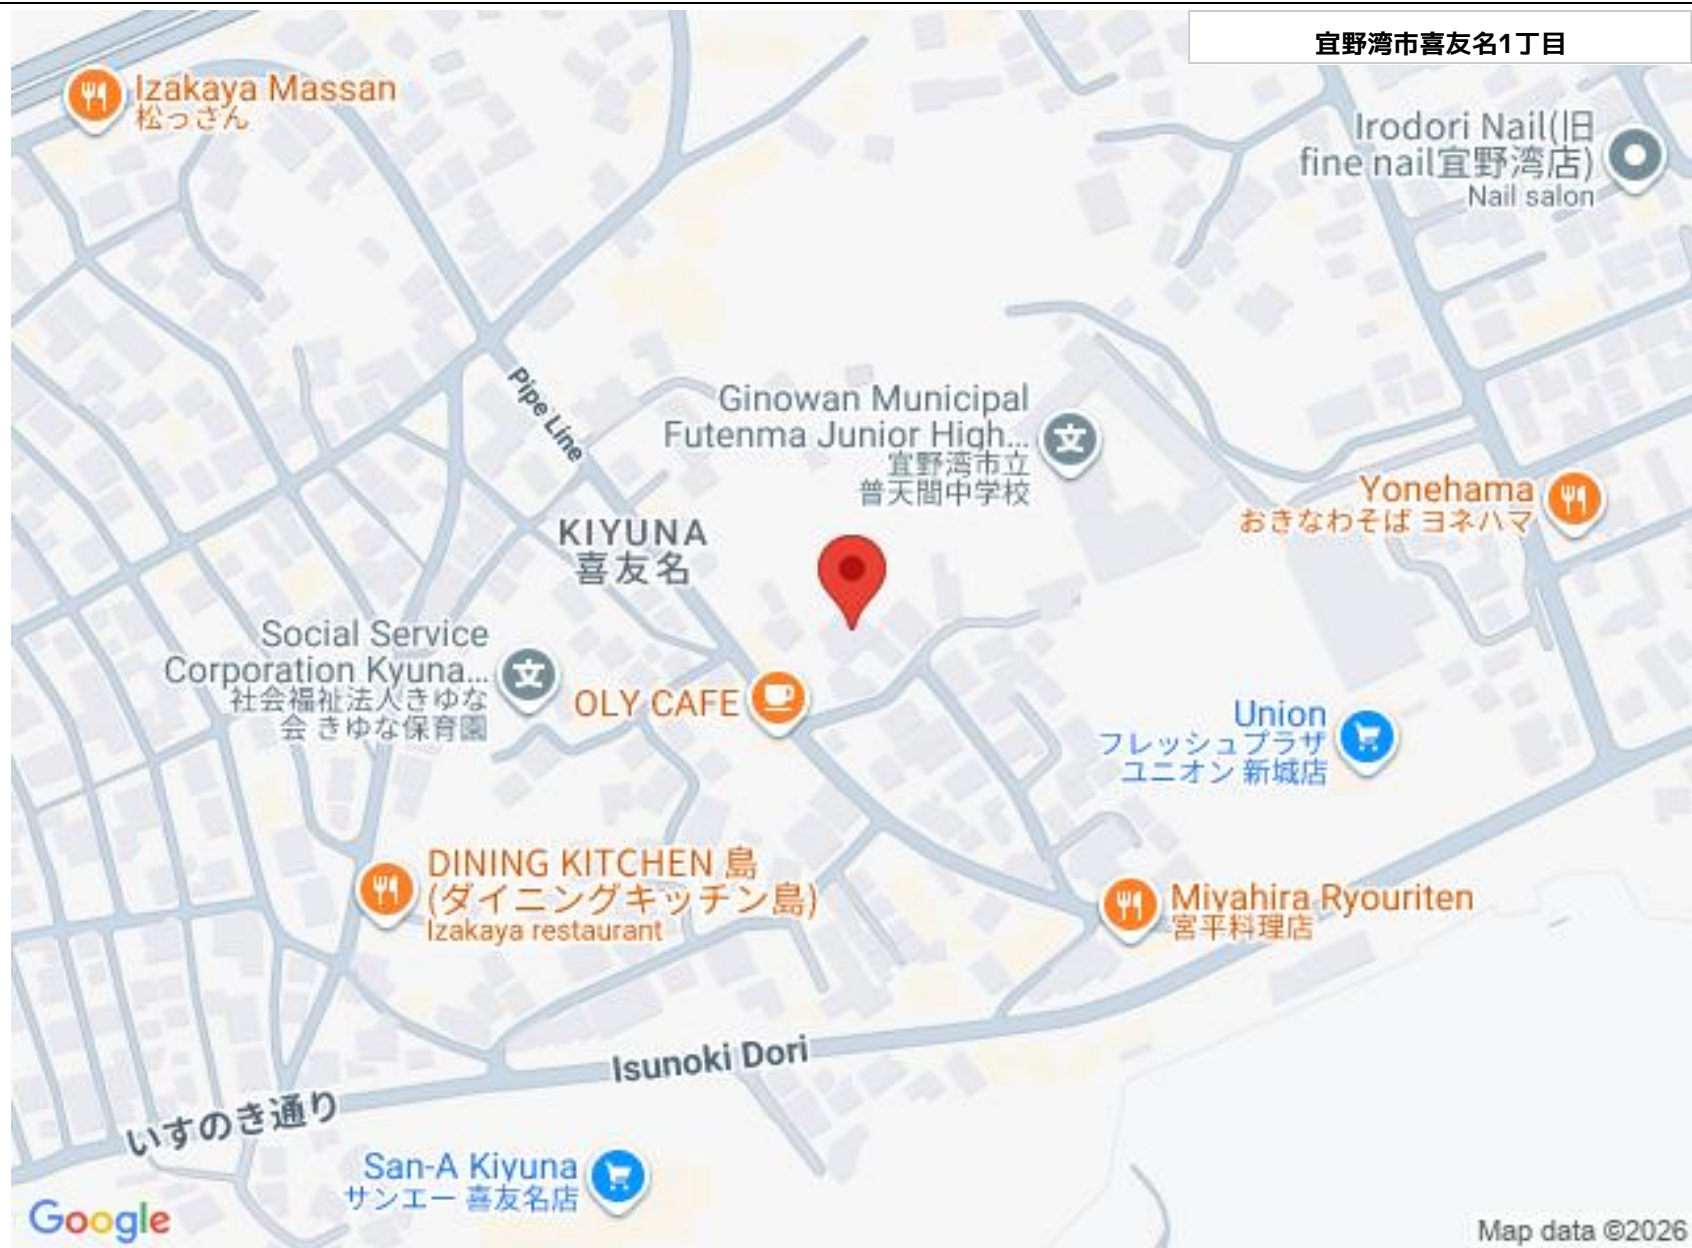 宜野湾市喜友名1丁目
Izakaya Massan
松っさん
Irodori Nail(旧
fine nail宜野湾店)
Nail salon
Pipe Line
Ginowan Municipal
Futenma Junior High...
宜野湾市立
普天間中学校
Yonehama
おきなわそば ヨネハマ
KIYUNA
喜友名
Social Service
Corporation Kyuna...
社会福祉法人きゆな
会 きゆな保育園
OLY CAFE
Union
フレッシュプラザ
ユニオン 新城店
DINING KITCHEN 島
(ダイニングキッチン島)
Izakaya restaurant
Miyahira Ryouriten
宮平料理店
Isunoki Dori
いすのき通り
San-A Kiyuna
サンエー 喜友名店
Google
Map data ©2026